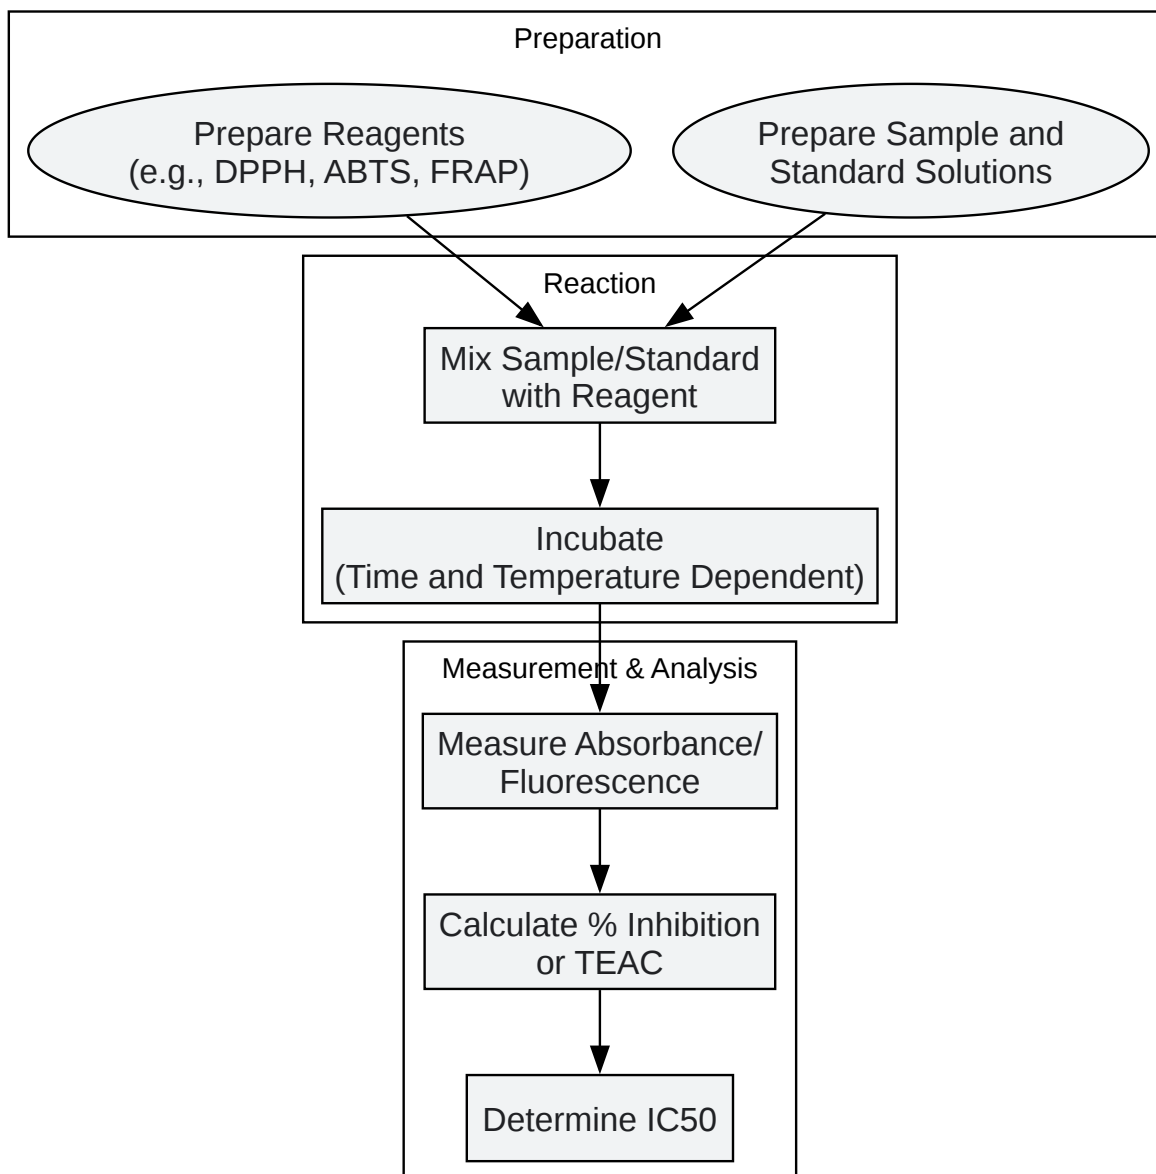 Preparation
Prepare Reagents
(e.g., DPPH, ABTS, FRAP)
Prepare Sample and
Standard Solutions
Reaction
Mix Sample/Standard
with Reagent
Incubate
(Time and Temperature Dependent)
Measurement & Analysis
Measure Absorbance/
Fluorescence
Calculate % Inhibition
or TEAC
Determine IC50